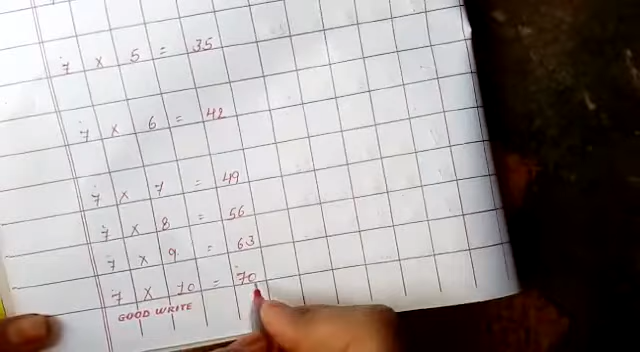 7 × 5 = 35
7 × 6 = 42
7 × 7 = 49
7 × 8 = 56
7 × 9 = 63
7 × 10 = 70
GOOD WRITE